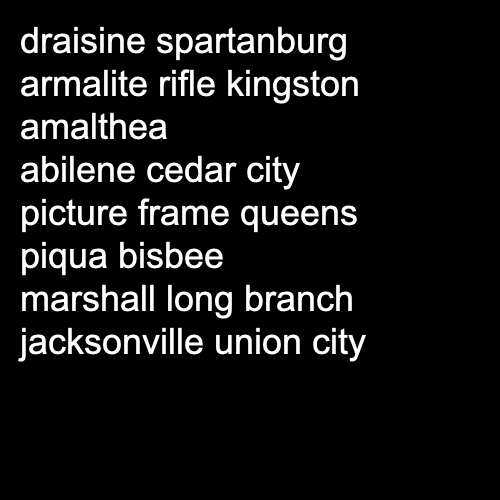 draisine spartanburg
armalite rifle kingston
amalthea
abilene cedar city
picture frame queens
piqua bisbee
marshall long branch
jacksonville union city